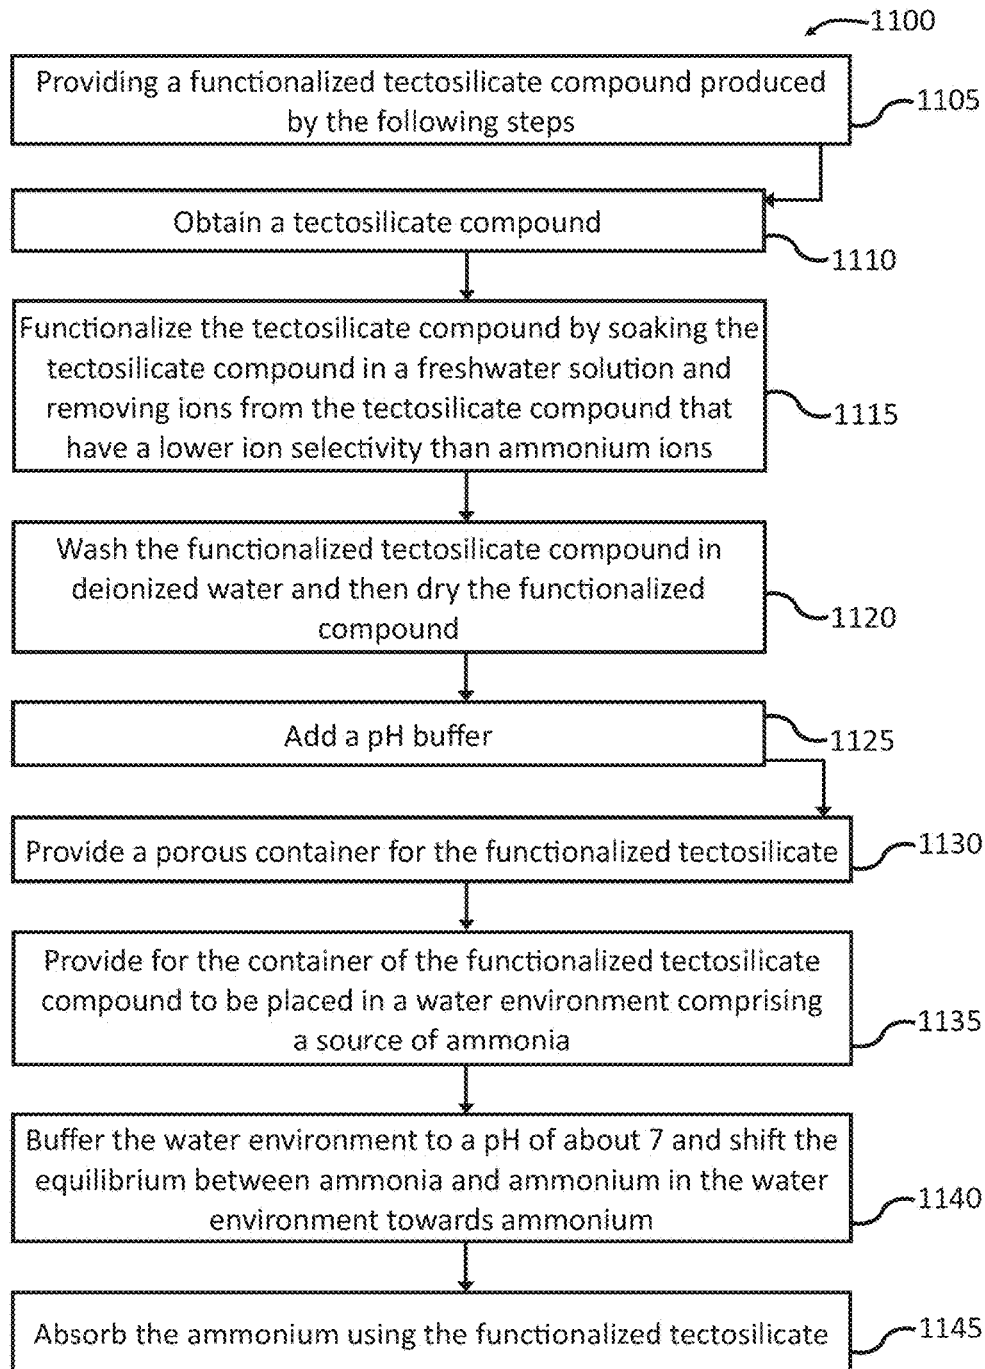 1100
Providing a functionalized tectosilicate compound produced
by the following steps
1105
Obtain a tectosilicate compound
1110
Functionalize the tectosilicate compound by soaking the
tectosilicate compound in a freshwater solution and
removing ions from the tectosilicate compound that
have a lower ion selectivity than ammonium ions
1115
Wash the functionalized tectosilicate compound in
deionized water and then dry the functionalized
compound
1120
Add a pH buffer
1125
Provide a porous container for the functionalized tectosilicate
1130
Provide for the container of the functionalized tectosilicate
compound to be placed in a water environment comprising
a source of ammonia
1135
Buffer the water environment to a pH of about 7 and shift the
equilibrium between ammonia and ammonium in the water
environment towards ammonium
1140
Absorb the ammonium using the functionalized tectosilicate
1145